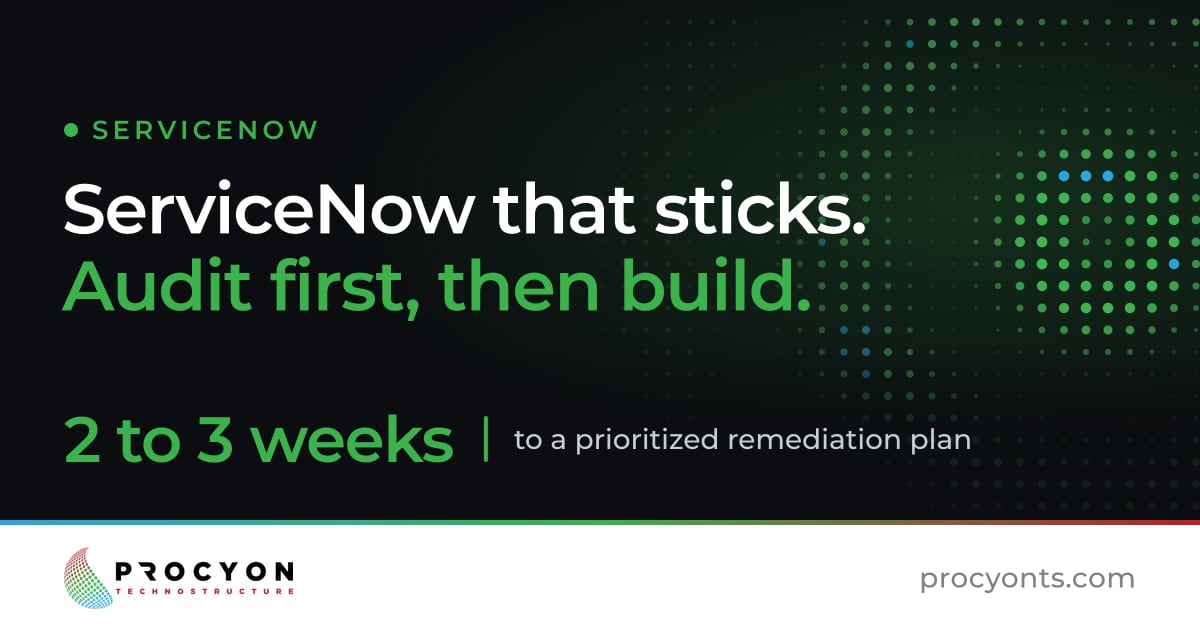 SERVICENOW
ServiceNow that sticks.
Audit first, then build.
2 to 3 weeks
to a prioritized remediation plan
PROCYON
TECHNOSTRUCTURE
procyonts.com